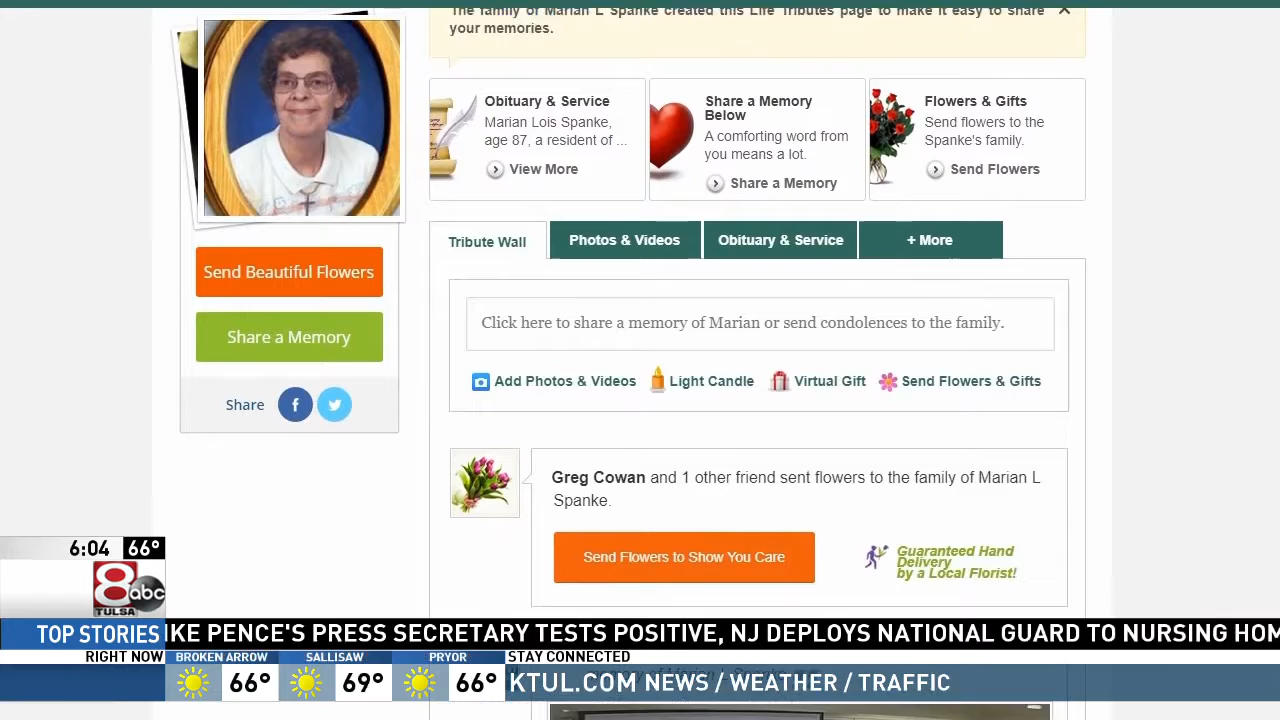 The family of Marian L Spanke created this Life Tributes page to make it easy to share
your memories.
Obituary & Service
Marian Lois Spanke,
age 87, a resident of ...
View More
Share a Memory
Below
A comforting word from
you means a lot.
Share a Memory
Flowers & Gifts
Send flowers to the
Spanke's family.
Send Flowers
Send Beautiful Flowers
Share a Memory
Share
Tribute Wall
Photos & Videos
Obituary & Service
+ More
Click here to share a memory of Marian or send condolences to the family.
Add Photos & Videos
Light Candle
Virtual Gift
Send Flowers & Gifts
Greg Cowan and 1 other friend sent flowers to the family of Marian L
Spanke.
Send Flowers to Show You Care
Guaranteed Hand
Delivery
by a Local Florist!
6:04 66°
8 abc
TULSA
TOP STORIES
IKE PENCE'S PRESS SECRETARY TESTS POSITIVE, NJ DEPLOYS NATIONAL GUARD TO NURSING HOM
RIGHT NOW
BROKEN ARROW
66°
SALLISAW
69°
PRYOR
66°
STAY CONNECTED
KTUL.COM NEWS / WEATHER / TRAFFIC